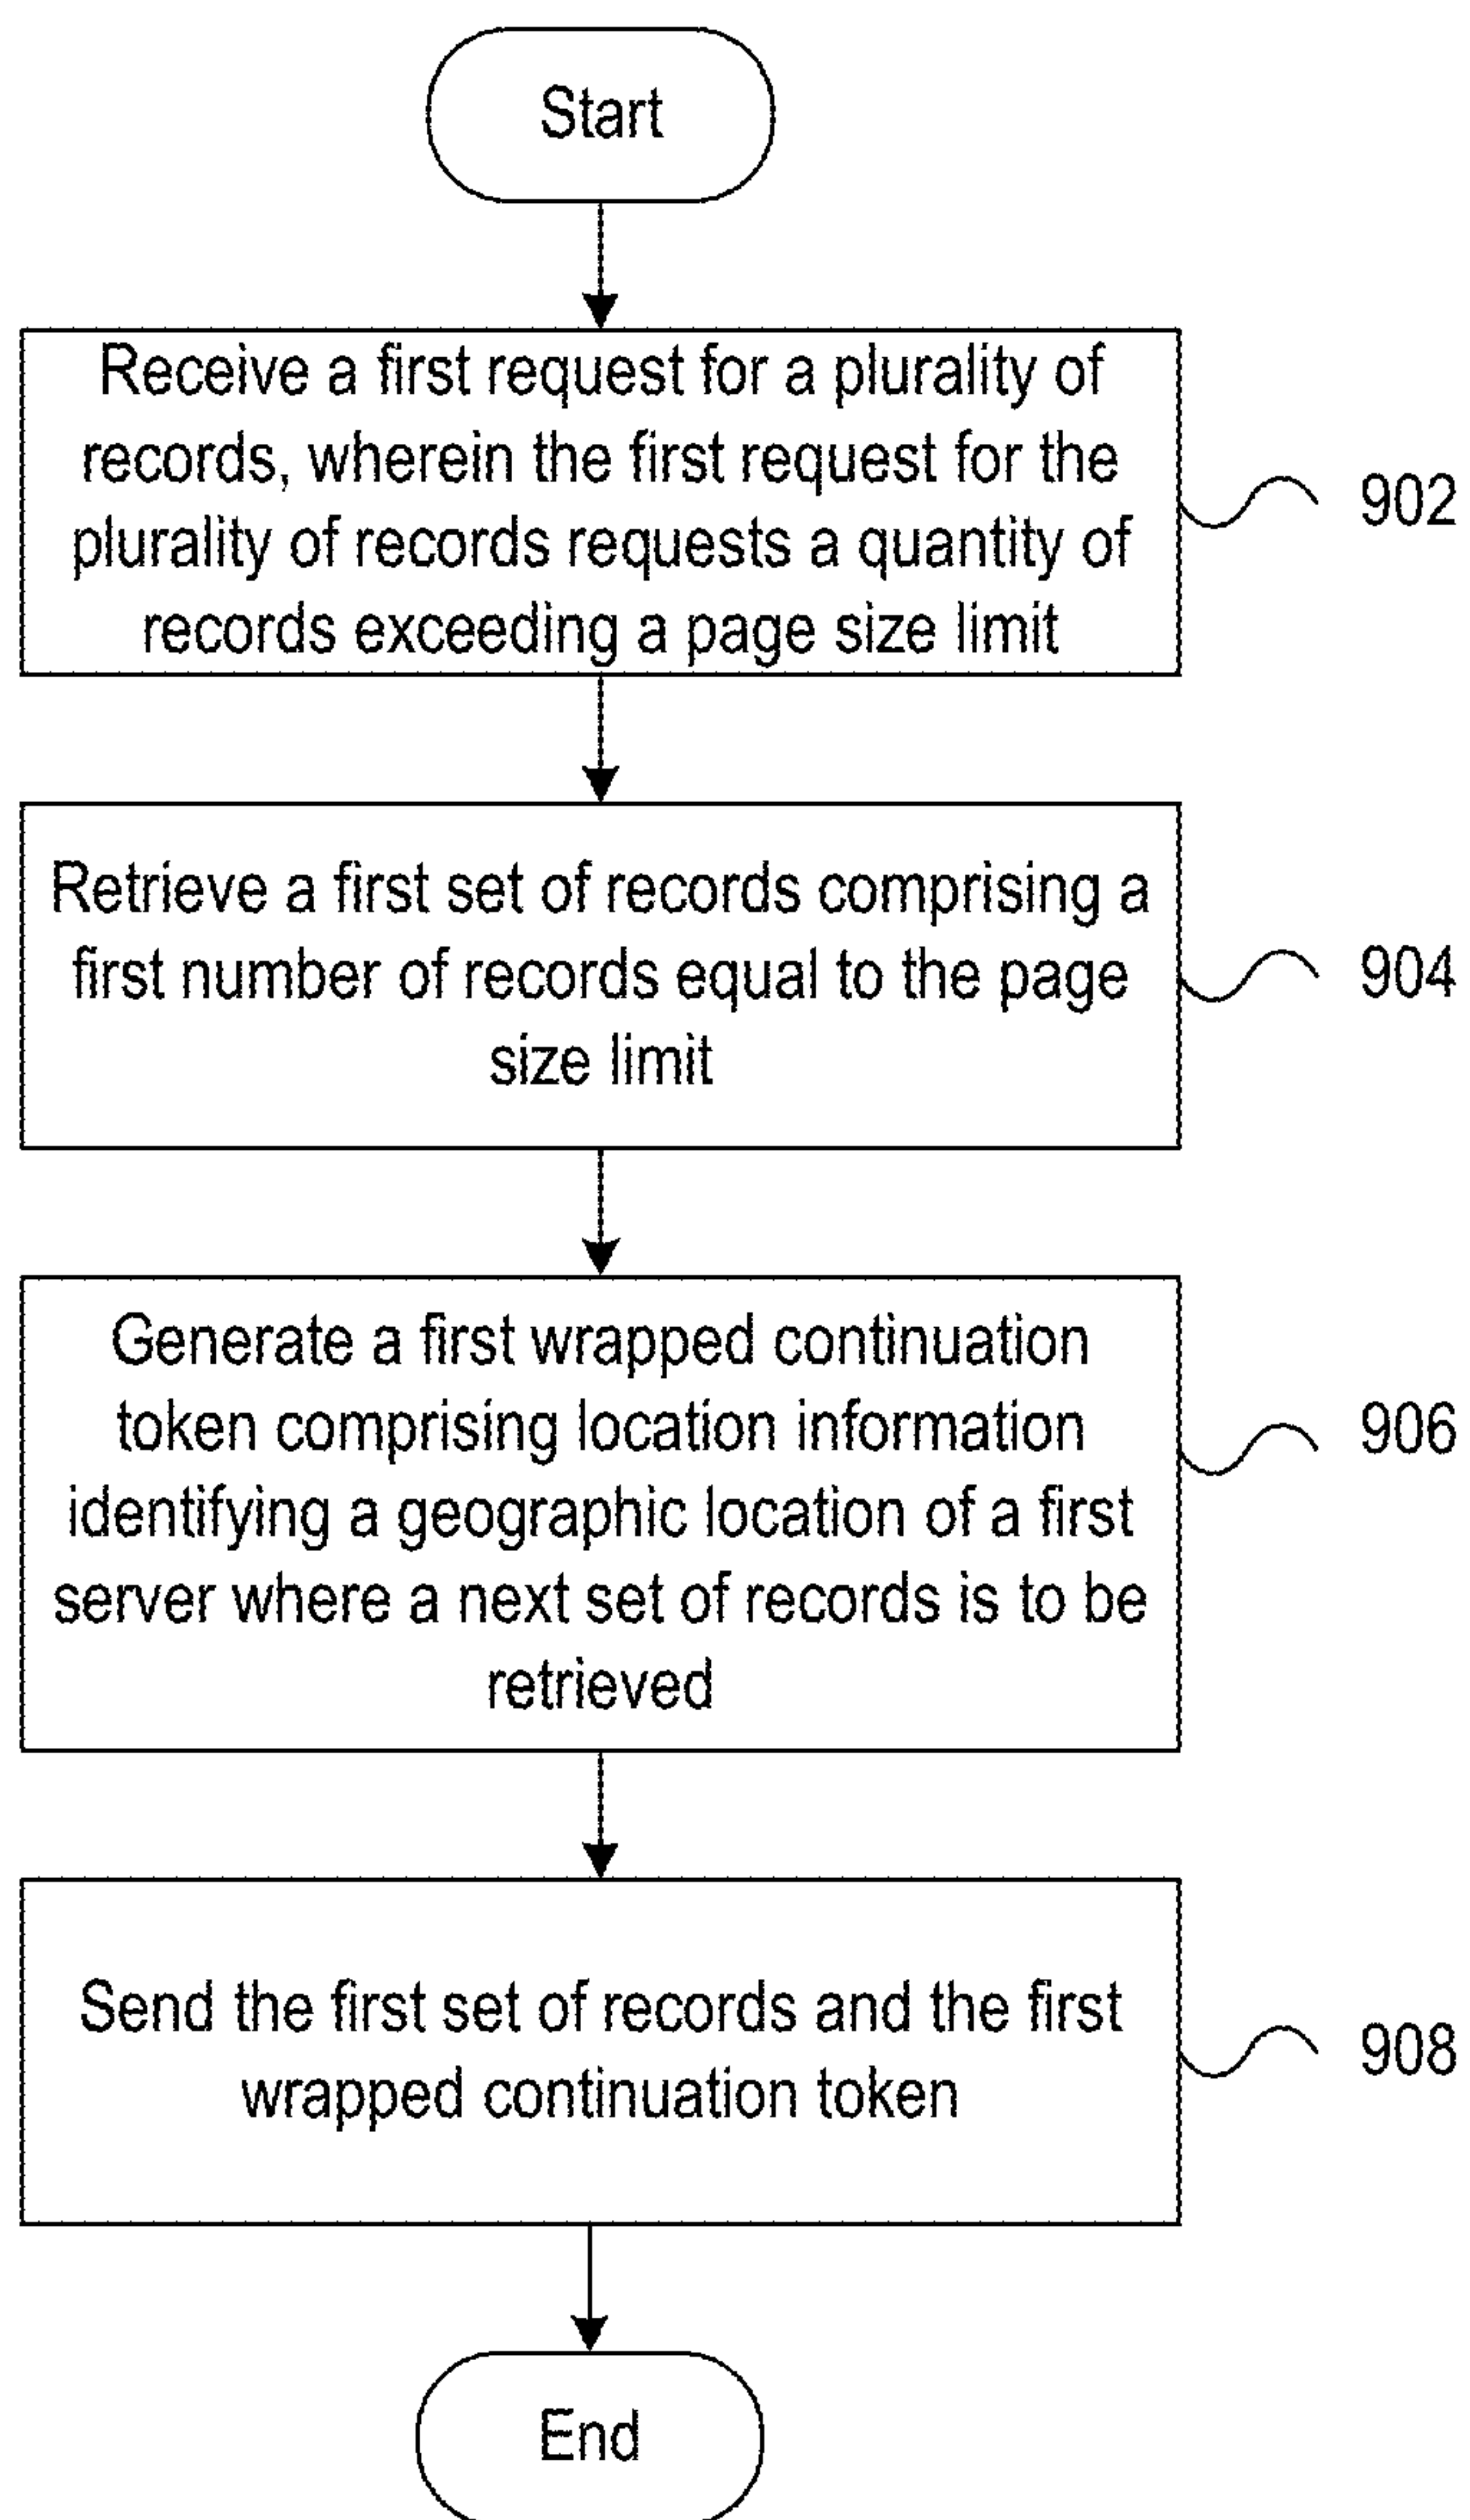 Start
Receive a first request for a plurality of
records, wherein the first request for the
plurality of records requests a quantity of
records exceeding a page size limit
902
Retrieve a first set of records comprising a
first number of records equal to the page
size limit
904
Generate a first wrapped continuation
token comprising location information
identifying a geographic location of a first
server where a next set of records is to be
retrieved
906
Send the first set of records and the first
wrapped continuation token
908
End